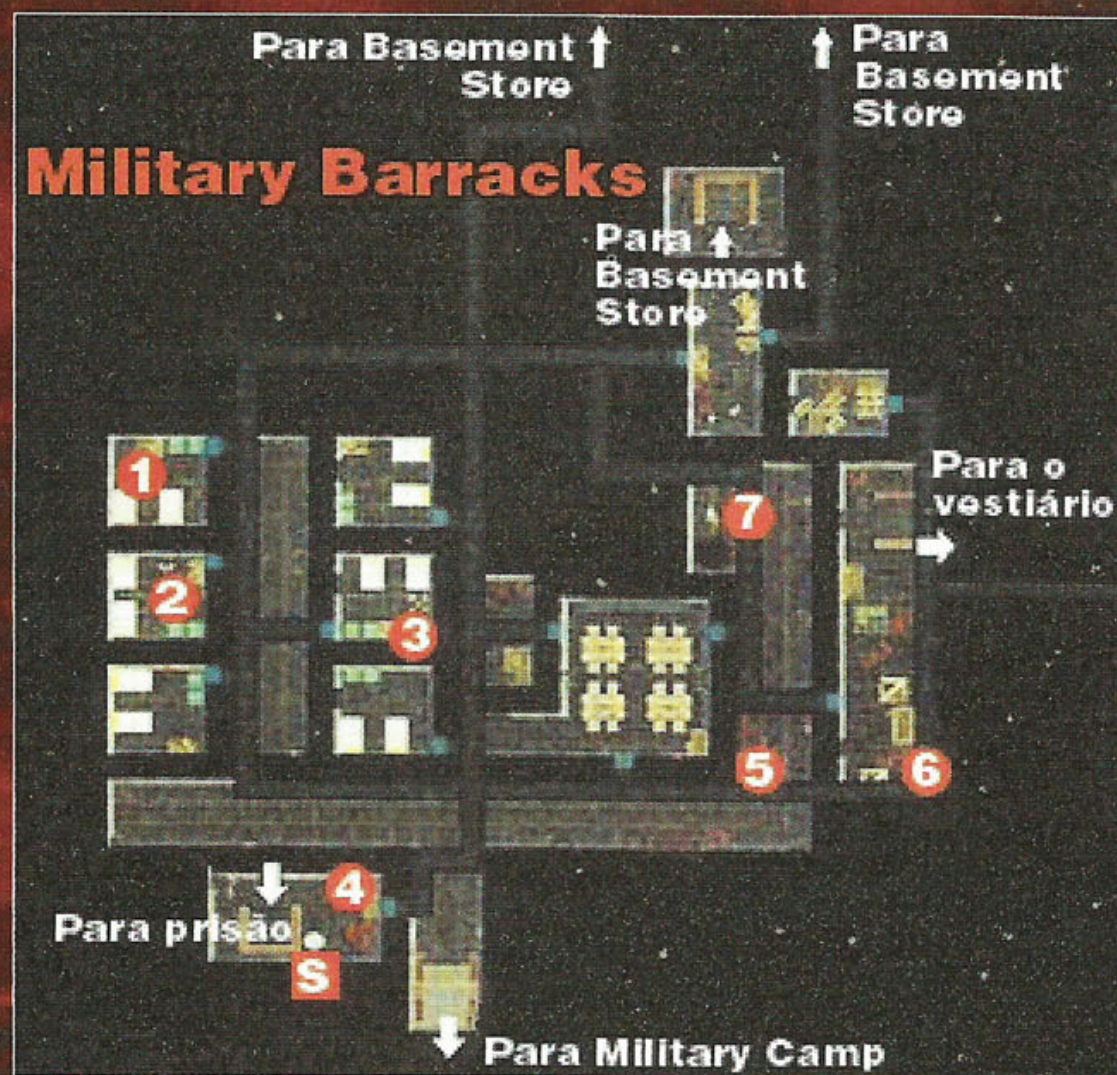 Para Basement
Store
Para
Basement
Store
Military Barracks
Para
Basement
Store
1
Para o
vestiário
7
2
3
5
6
4
Para prisão
S
Para Military Camp